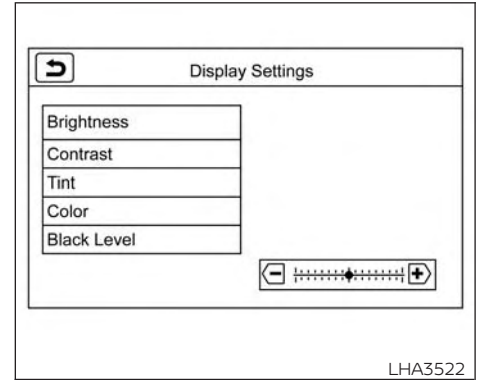 Display Settings
Brightness
Contrast
Tint
Color
Black Level
LHA3522